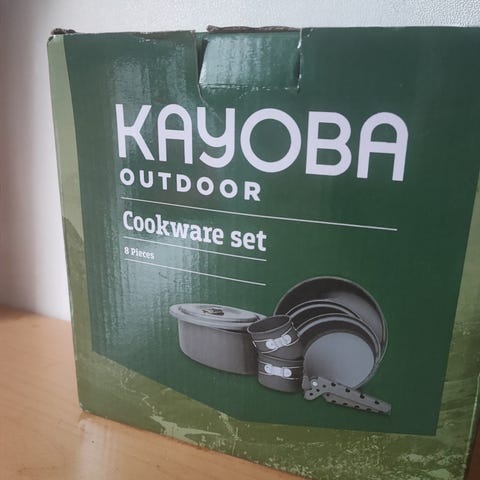 KAYOBA
OUTDOOR
Cookware set
8 Pieces